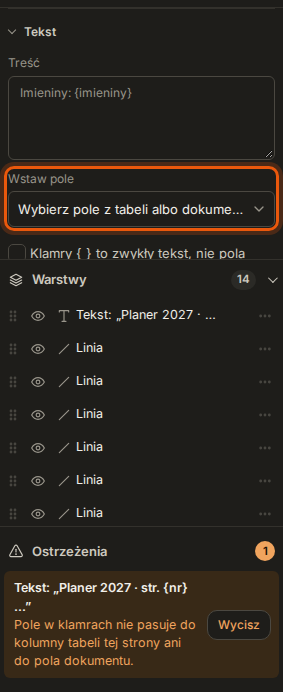 Tekst
Treść
Imieniny: {imieniny}
Wstaw pole
Wybierz pole z tabeli albo dokume...
Klamry { } to zwykły tekst, nie pola
Warstwy 14
Tekst: „Planer 2027 · ...
Linia
Linia
Linia
Linia
Linia
Linia
Ostrzeżenia 1
Tekst: „Planer 2027 · str. {nr}
...”
Pole w klamrach nie pasuje do
kolumny tabeli tej strony ani
do pola dokumentu.
Wycisz